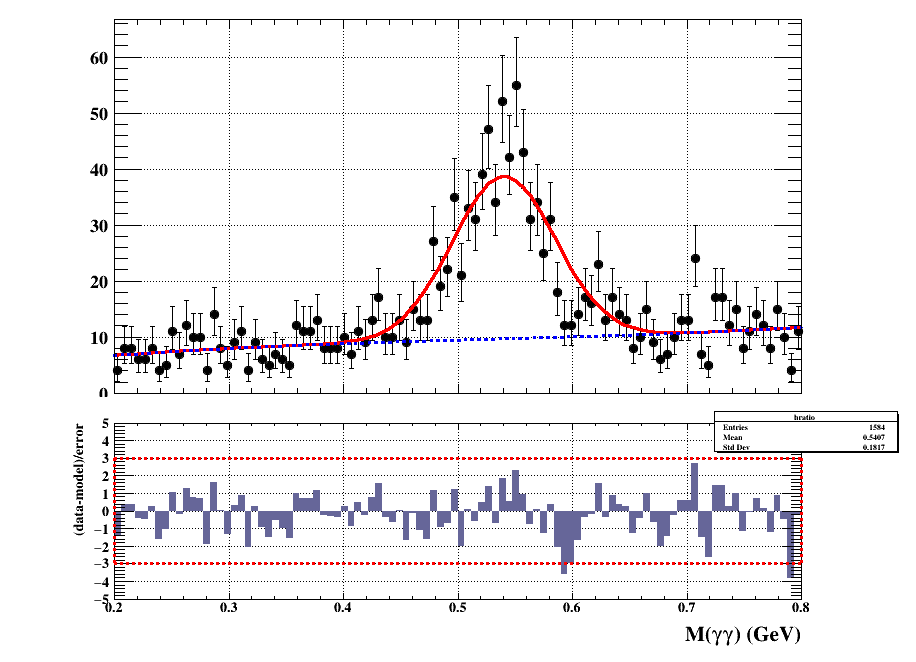 60
50
40
30
20
10
0
hratio
Entries 1584
Mean 0.5407
Std Dev 0.1817
(data-model)/error
5
4
3
2
1
0
−1
−2
−3
−4
−5
0.2 0.3 0.4 0.5 0.6 0.7 0.8
M(γγ) (GeV)